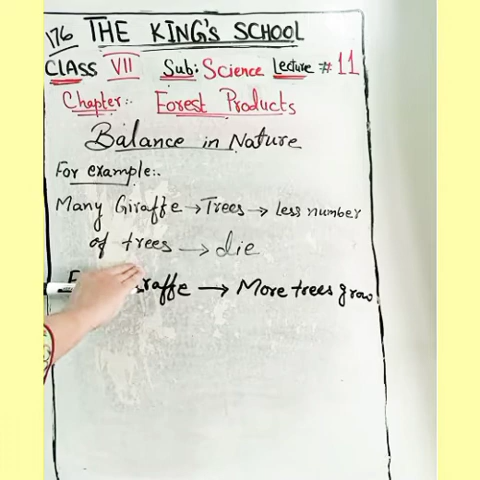 176 THE KING'S SCHOOL
CLASS VII Sub: Science Lecture # 11
Chapter:- Forest Products
Balance in Nature
For example:.
Many Giraffe → Trees → Less number
of trees → die
→ More trees grow